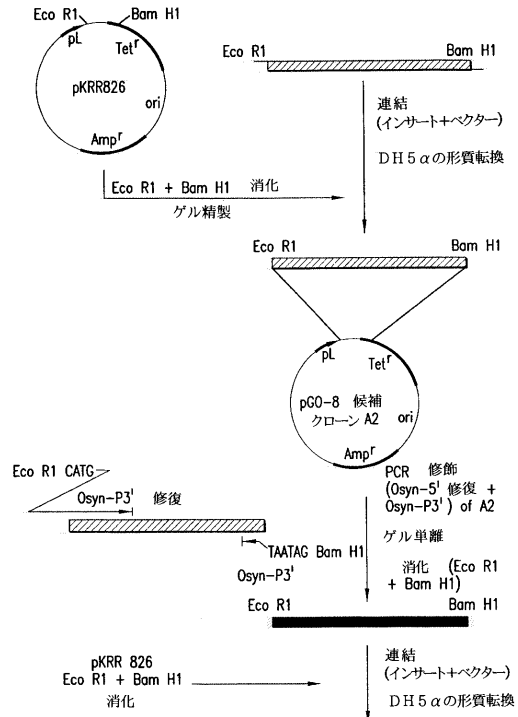 Eco R1
Bam H1
pL
Tetʳ
pKRR826
ori
Ampʳ
Eco R1
Bam H1
連結
(インサート+ベクター)
DH5αの形質転換
Eco R1 + Bam H1 消化
ゲル精製
Eco R1
Bam H1
pL
Tetʳ
pGO-8 候補
クローン A2
ori
Ampʳ
Eco R1 CATG
Osyn-P3' 修復
TAATAG Bam H1
Osyn-P3'
PCR 修飾
(Osyn-5' 修復 +
Osyn-P3') of A2
ゲル単離
消化 (Eco R1
+ Bam H1)
Eco R1
Bam H1
pKRR 826
Eco R1 + Bam H1
消化
連結
(インサート+ベクター)
DH5αの形質転換